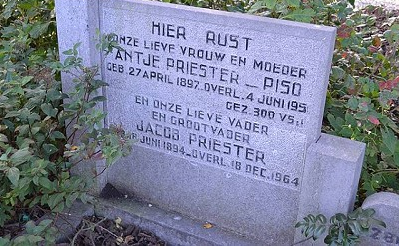 HIER RUST
ONZE LIEVE VROUW EN MOEDER
ANTJE PRIESTER - PISO
GEB. 27 APRIL 1897. OVERL. 4 JUNI 195
GEZ. 300 VS:
EN ONZE LIEVE VADER
EN GROOTVADER
JACOB PRIESTER
JUNI 1894 - OVERL. 18 DEC. 1964